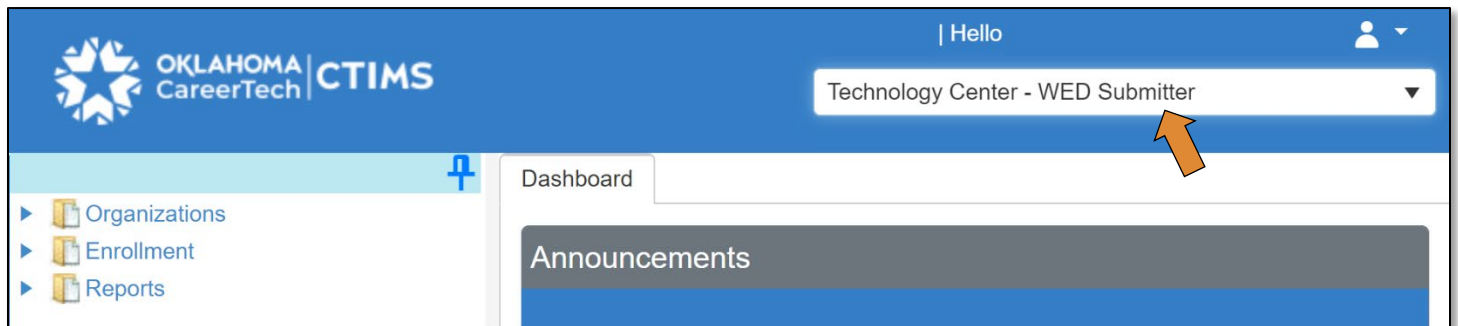 | Hello
OKLAHOMA
CareerTech
CTIMS
Technology Center - WED Submitter
Dashboard
Organizations
Enrollment
Reports
Announcements